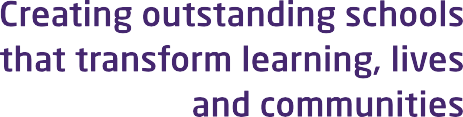 Creating outstanding schools
that transform learning, lives
and communities